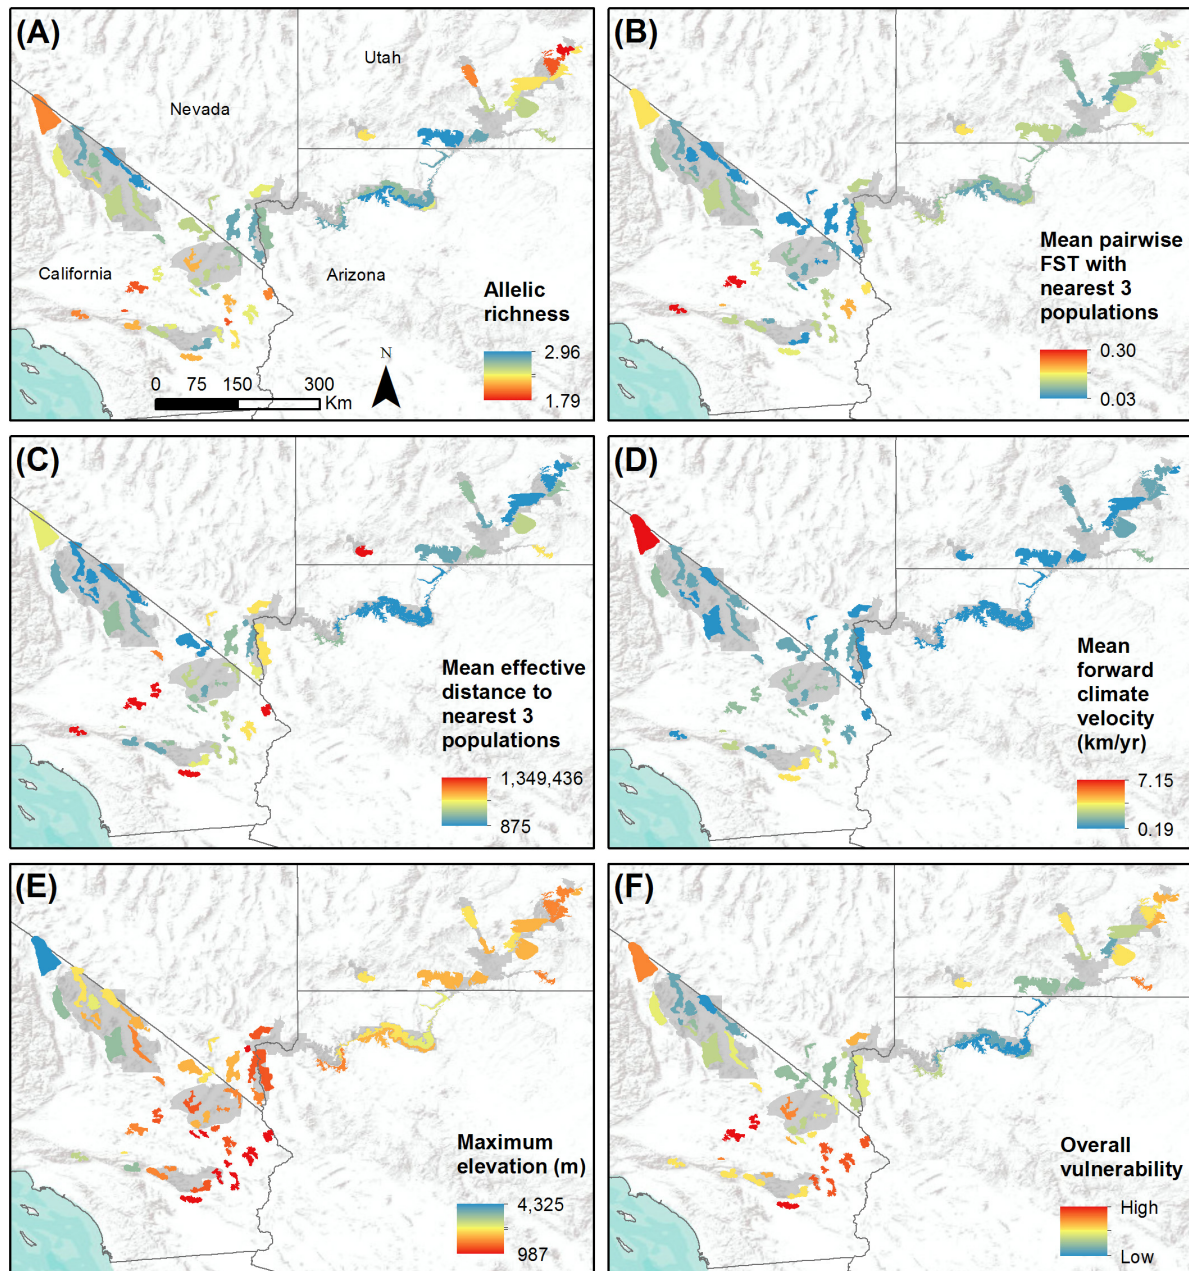 (A)
Utah
Nevada
California
Arizona
Allelic
richness
2.96
1.79
N
0 75 150 300
Km
(B)
Mean pairwise
FST with
nearest 3
populations
0.30
0.03
(C)
Mean effective
distance to
nearest 3
populations
1,349,436
875
(D)
Mean
forward
climate
velocity
(km/yr)
7.15
0.19
(E)
Maximum
elevation (m)
4,325
987
(F)
Overall
vulnerability
High
Low